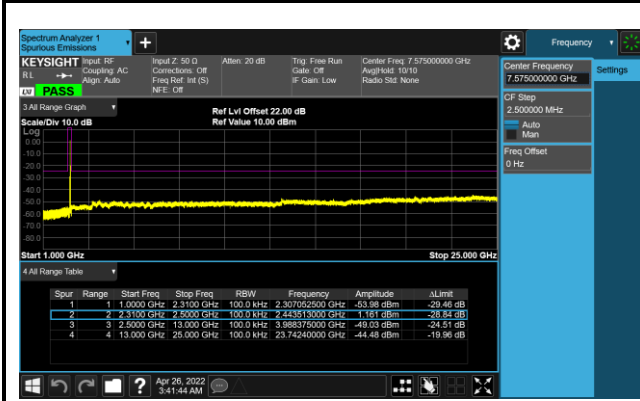 Spectrum Analyzer 1
Spurious Emissions
Frequency
KEYSIGHT Input: RF Input Z: 50 Ω Atten: 20 dB Trig: Free Run Center Freq: 7.575000000 GHz
RL Coupling: AC Corrections: Off Gate: Off Avg|Hold: 10/10
Align: Auto Freq Ref: Int (S) IF Gain: Low Radio Std: None
NFE: Off
LXI PASS
Center Frequency
7.575000000 GHz
Settings
CF Step
2.500000 MHz
Auto
Man
Freq Offset
0 Hz
3 All Range Graph
Ref Lvl Offset 22.00 dB
Scale/Div 10.0 dB Ref Value 10.00 dBm
Log
0.00
-10.0
-20.0
-30.0
-40.0
-50.0
-60.0
-70.0
-80.0
Start 1.000 GHz Stop 25.000 GHz
4 All Range Table
Spur Range Start Freq Stop Freq RBW Frequency Amplitude ΔLimit
1 1 1.0000 GHz 2.3100 GHz 100.0 kHz 2.307052500 GHz -53.98 dBm -29.46 dB
2 2 2.3100 GHz 2.5000 GHz 100.0 kHz 2.443513000 GHz 1.161 dBm -28.84 dB
3 3 2.5000 GHz 13.000 GHz 100.0 kHz 3.988375000 GHz -49.03 dBm -24.51 dB
4 4 13.000 GHz 25.000 GHz 100.0 kHz 23.74240000 GHz -44.48 dBm -19.96 dB
Apr 26, 2022
3:41:44 AM